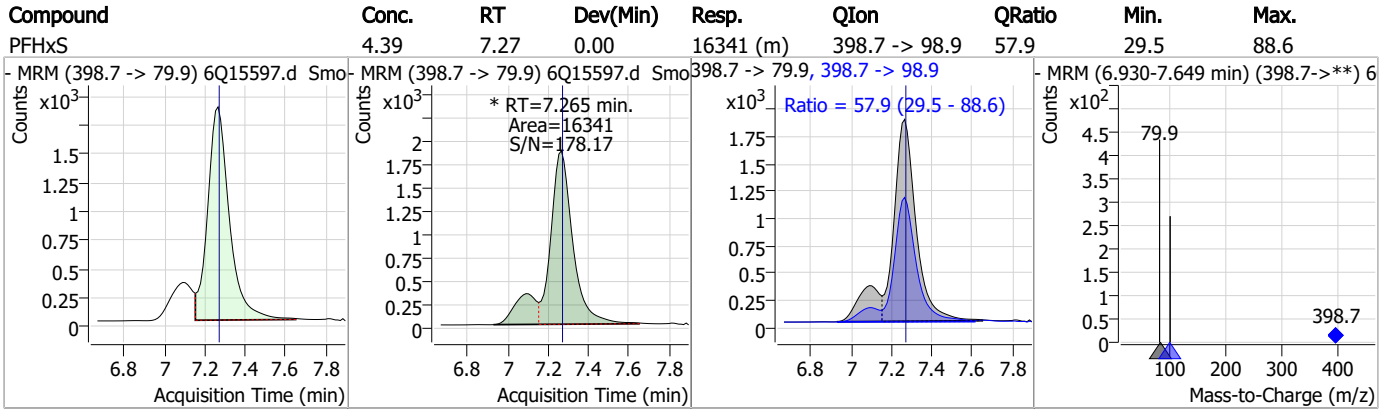 Compound Conc. RT Dev(Min) Resp. QIon QRatio Min. Max.
PFHxS 4.39 7.27 0.00 16341 (m) 398.7 -> 98.9 57.9 29.5 88.6
- MRM (398.7 -> 79.9) 6Q15597.d Smo
Counts
x10³
1.5
1.25
1
0.75
0.5
0.25
0
6.8 7 7.2 7.4 7.6 7.8
Acquisition Time (min)
- MRM (398.7 -> 79.9) 6Q15597.d Smo
Counts
x10³
* RT=7.265 min.
Area=16341
S/N=178.17
2
1.75
1.5
1.25
1
0.75
0.5
0.25
0
6.8 7 7.2 7.4 7.6 7.8
Acquisition Time (min)
398.7 -> 79.9, 398.7 -> 98.9
Counts
x10³
Ratio = 57.9 (29.5 - 88.6)
1.75
1.5
1.25
1
0.75
0.5
0.25
0
6.8 7 7.2 7.4 7.6 7.8
Acquisition Time (min)
- MRM (6.930-7.649 min) (398.7->**) 6
Counts
x10²
4.5
4
3.5
3
2.5
2
1.5
1
0.5
0
79.9
398.7
100 200 300 400
Mass-to-Charge (m/z)